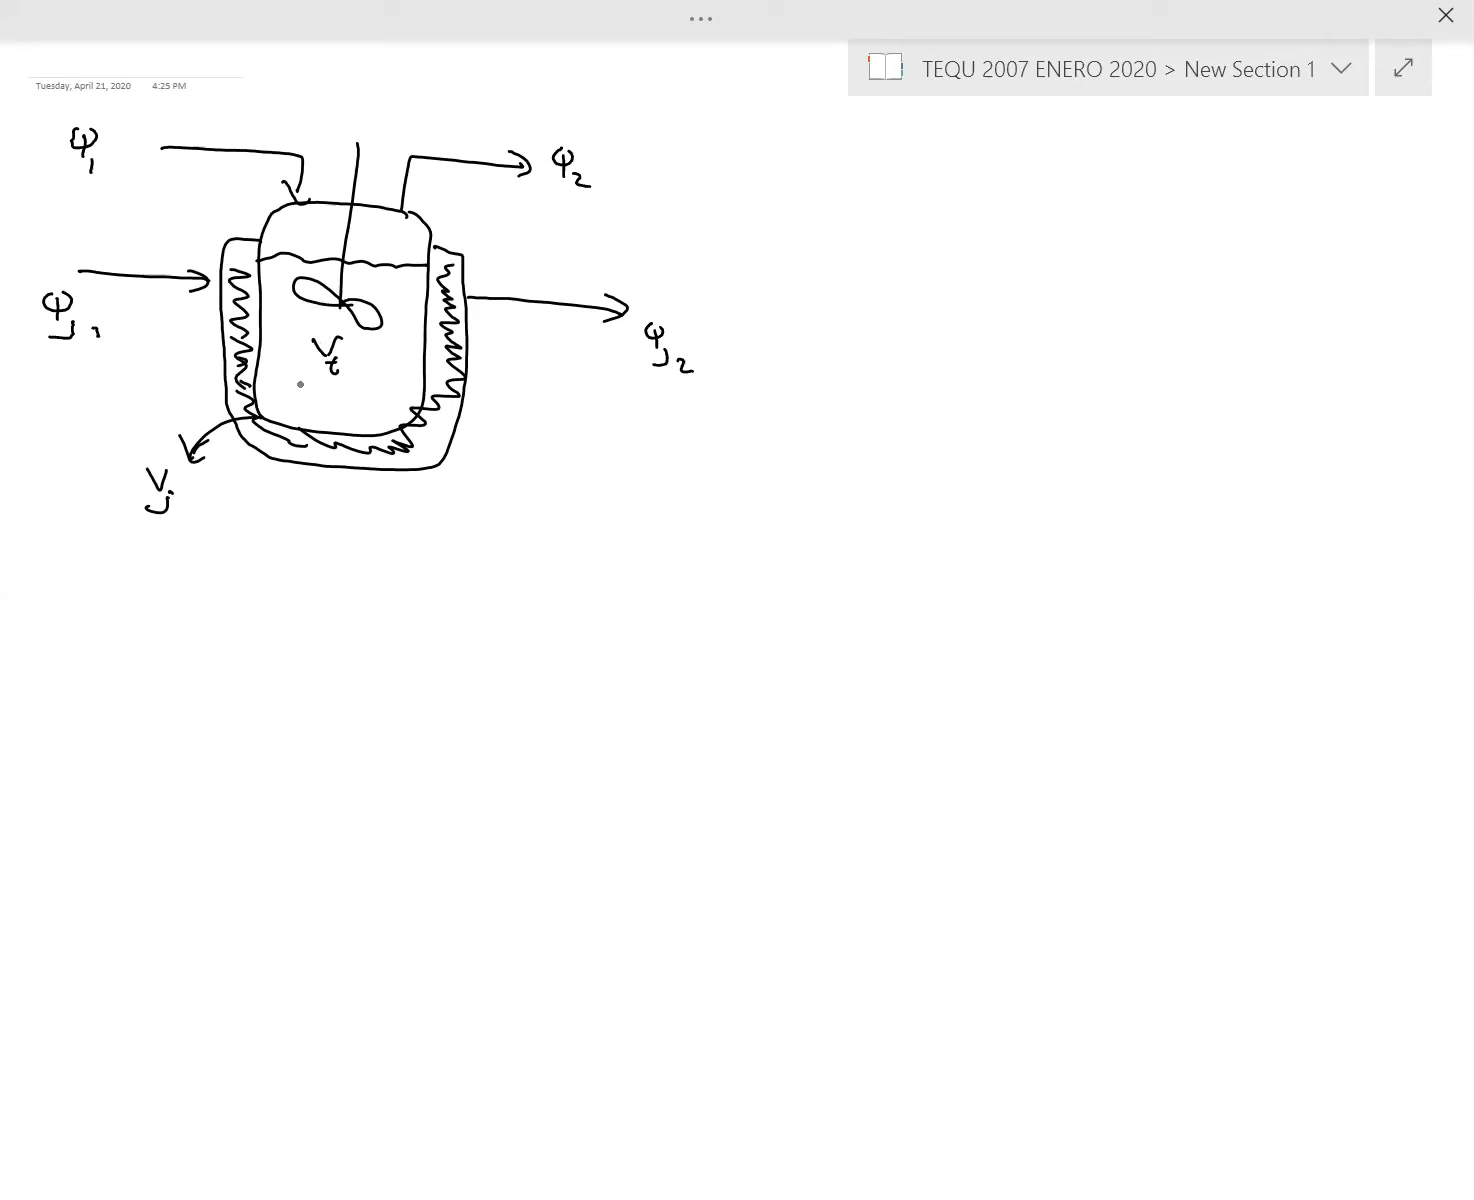 TEQU 2007 ENERO 2020 > New Section 1
Tuesday, April 21, 2020 4:25 PM
φ1
φ2
φj1
φj2
Vt
Vj